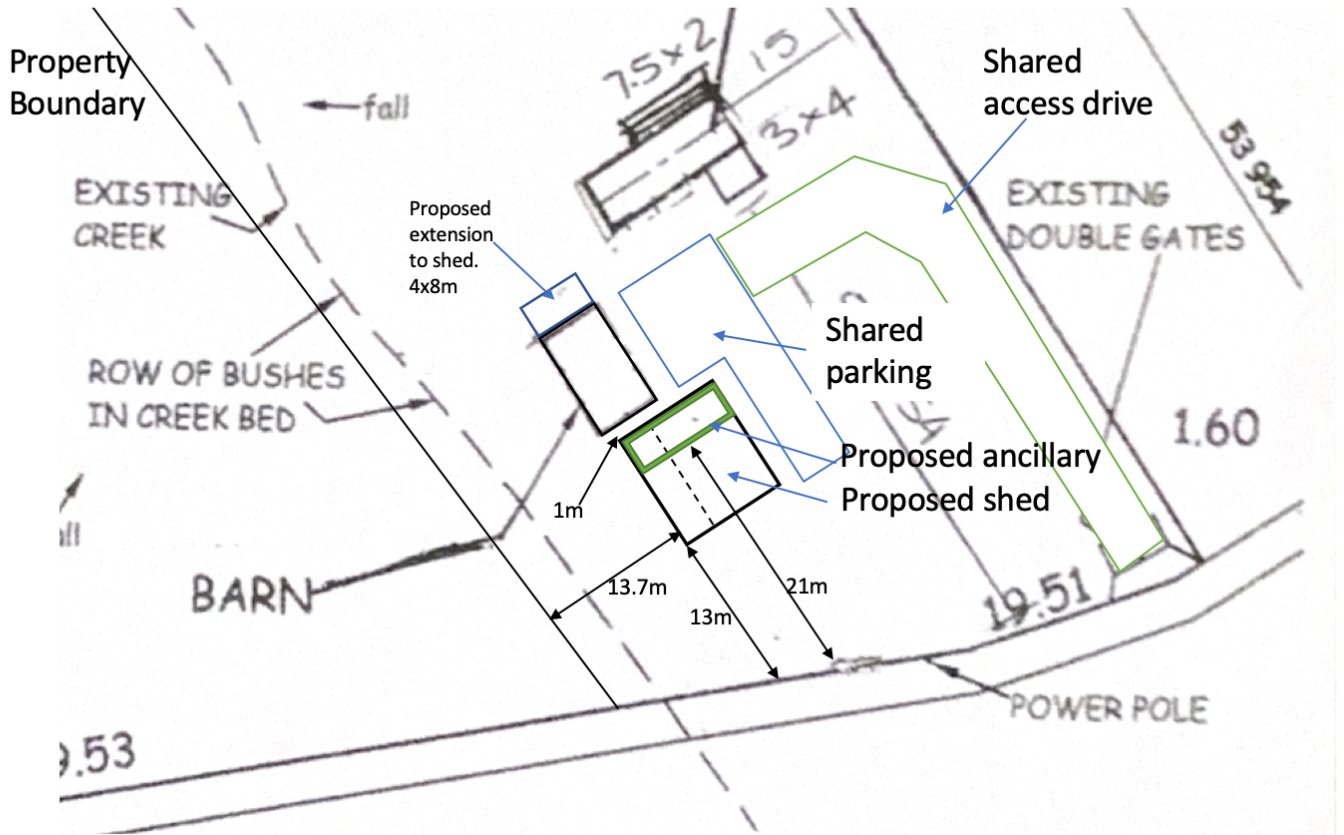 Property
Boundary
fall
7.5x2
15
3x4
Shared
access drive
53 95A
EXISTING
CREEK
Proposed
extension
to shed.
4x8m
EXISTING
DOUBLE GATES
ROW OF BUSHES
IN CREEK BED
Shared
parking
1.60
Proposed ancillary
Proposed shed
1m
BARN
13.7m
21m
13m
19.51
POWER POLE
9.53